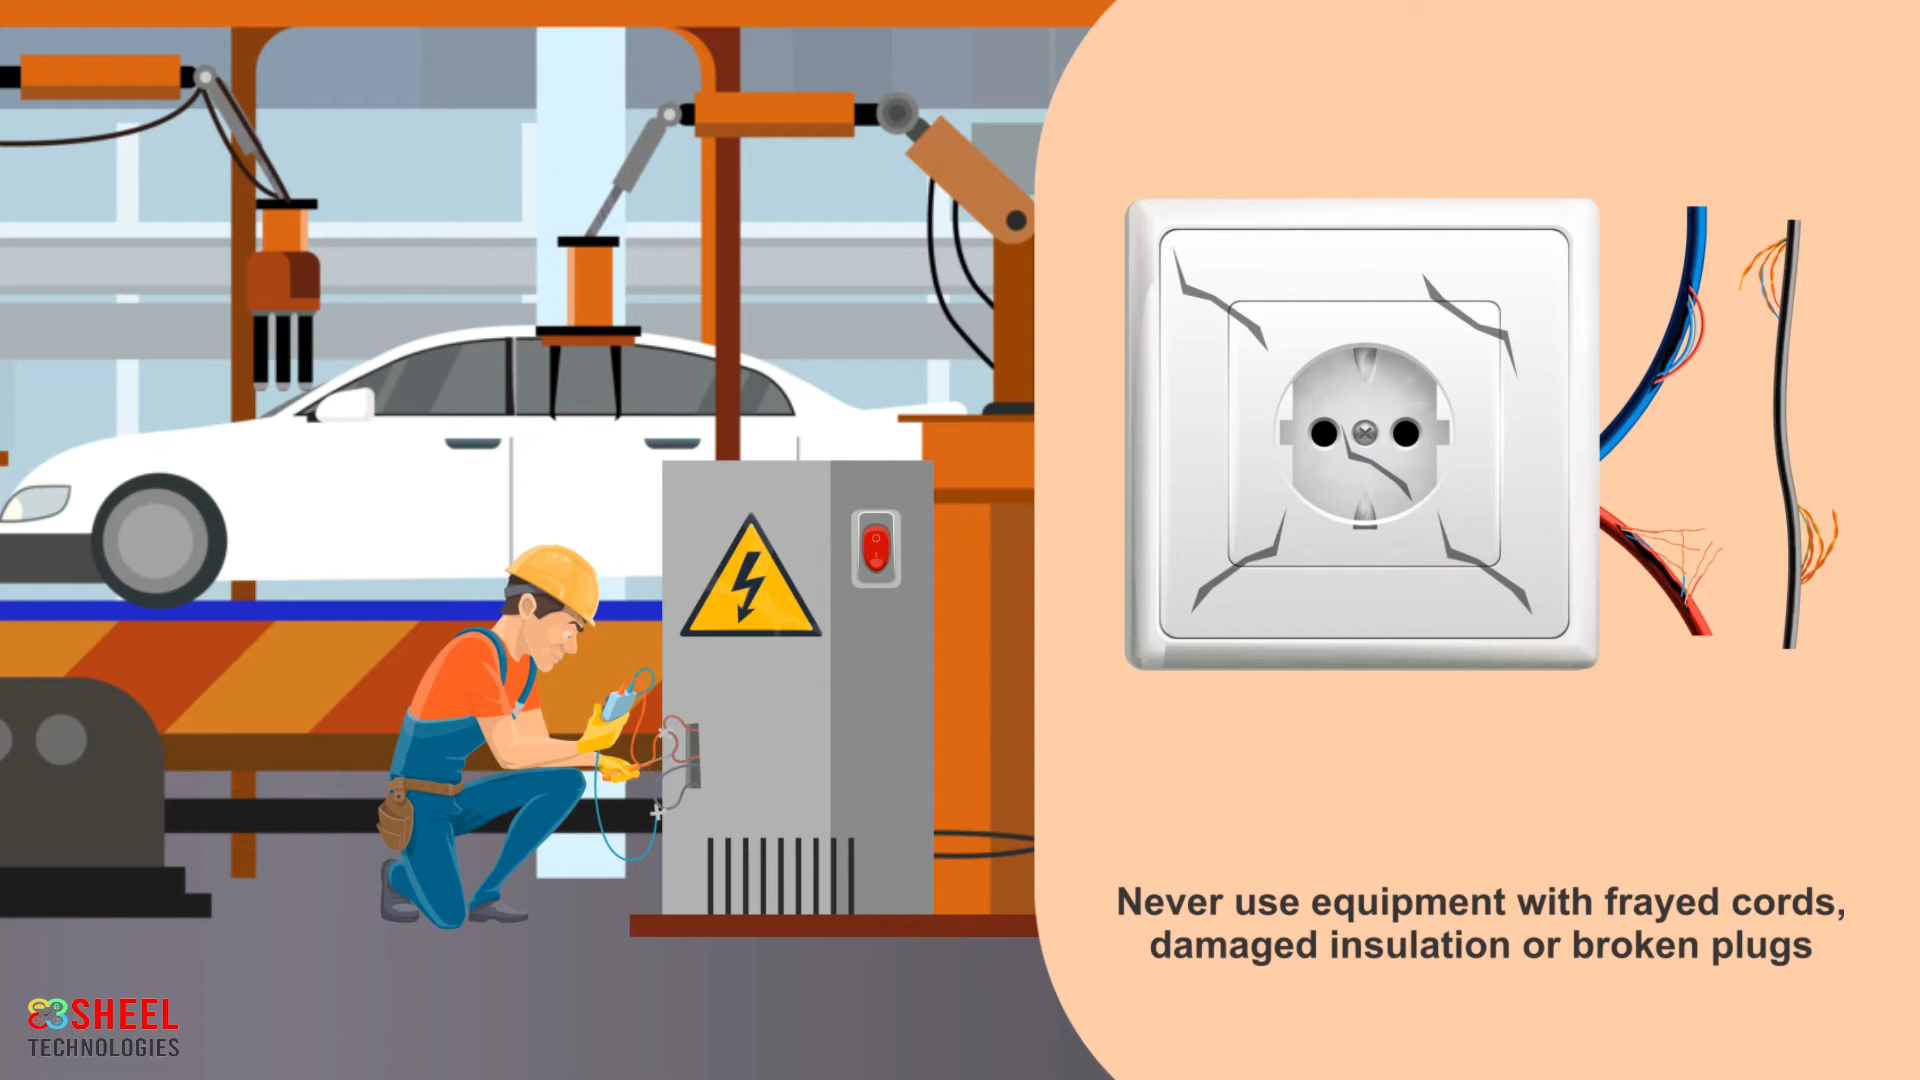 Never use equipment with frayed cords,
damaged insulation or broken plugs
SHEEL
TECHNOLOGIES